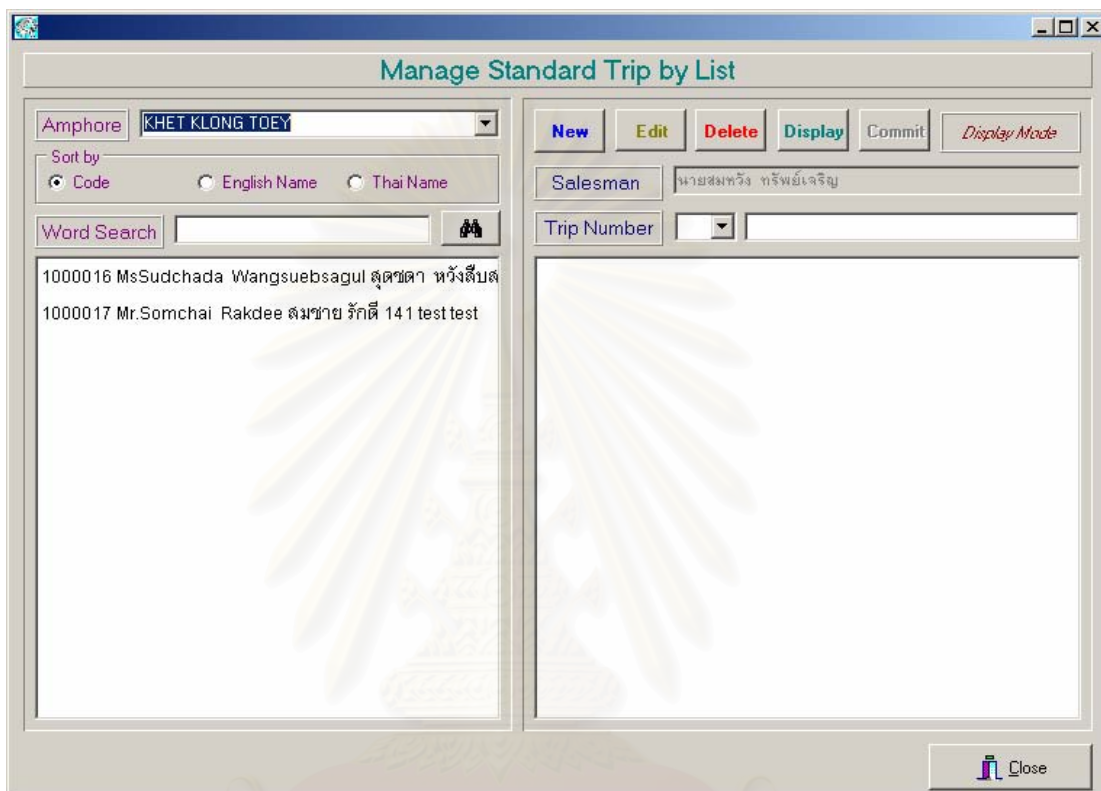 Manage Standard Trip by List
Amphore KHET KLONG TOEY
Sort by
Code English Name Thai Name
Word Search
1000016 MsSudchada Wangsuebsagul สุดชดา หวังสืบส
1000017 Mr.Somchai Rakdee สมชาย รักดี 141 test test
New Edit Delete Display Commit Display Mode
Salesman นายสมหวัง ทรัพย์เจริญ
Trip Number
Close